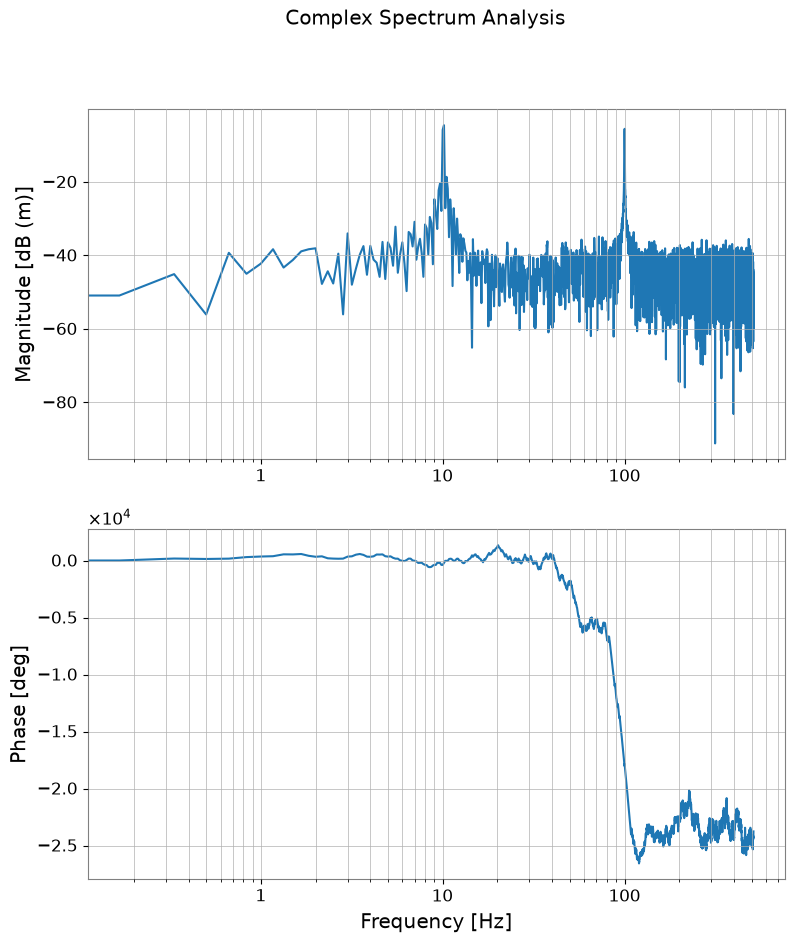 Complex Spectrum Analysis
Magnitude [dB (m)]
−20
−40
−60
−80
1 10 100
×10⁴
Phase [deg]
0.0
−0.5
−1.0
−1.5
−2.0
−2.5
1 10 100
Frequency [Hz]